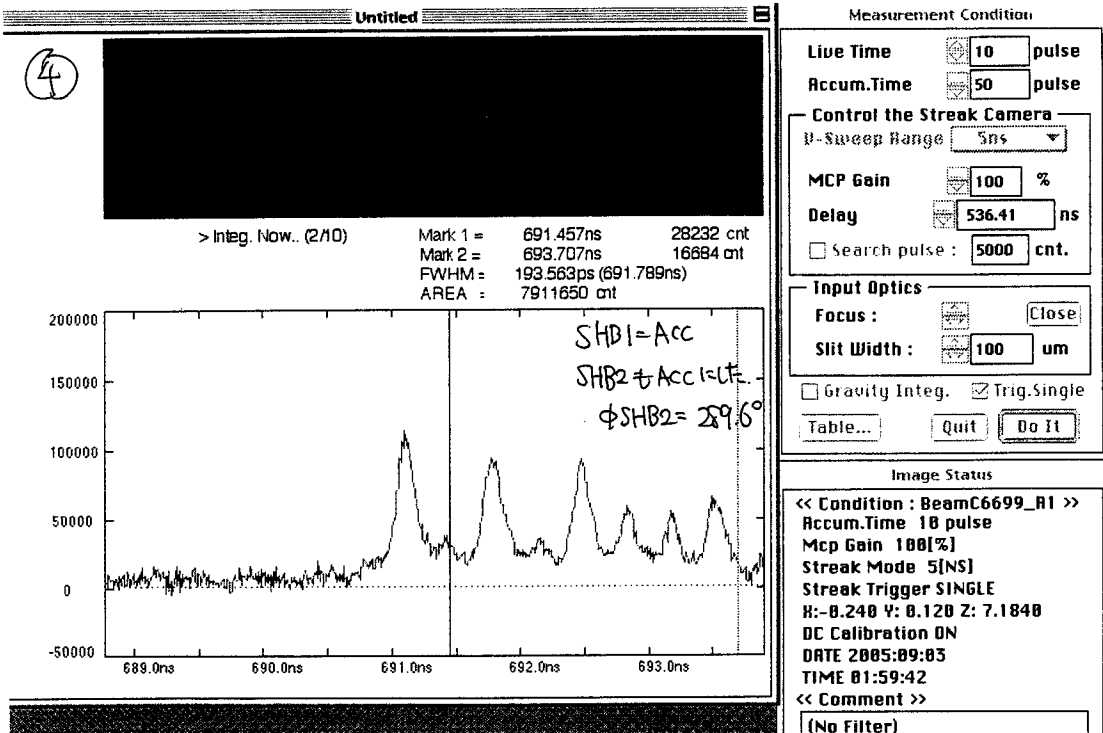 Untitled
④
> Integ. Now.. (2/10)
Mark 1 = 691.457ns 28232 cnt
Mark 2 = 693.707ns 16684 cnt
FWHM = 193.563ps (691.789ns)
AREA = 7911650 cnt
200000
150000
100000
50000
0
-50000
SHB1=Acc
SHB2もAccにした.
φSHB2= 289.6°
689.0ns 690.0ns 691.0ns 692.0ns 693.0ns
Measurement Condition
Live Time 10 pulse
Accum.Time 50 pulse
Control the Streak Camera
V-Sweep Range 5ns
MCP Gain 100 %
Delay 536.41 ns
Search pulse : 5000 cnt.
Input Optics
Focus : Close
Slit Width : 100 um
Gravity Integ. Trig.Single
Table... Quit Do It
Image Status
<< Condition : BeamC6699_A1 >>
Accum.Time 10 pulse
Mcp Gain 100[%]
Streak Mode 5[NS]
Streak Trigger SINGLE
X:-0.240 Y: 0.120 Z: 7.1840
DC Calibration ON
DATE 2005:09:03
TIME 01:59:42
<< Comment >>
(No Filter)